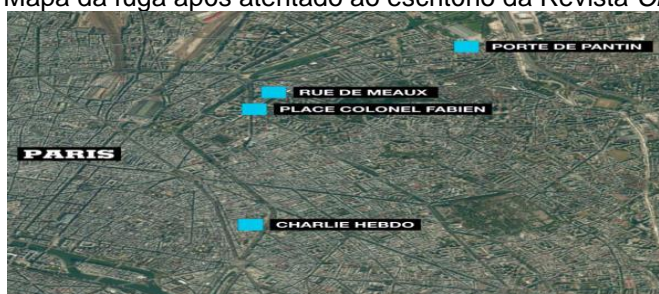 Mapa da fuga após atentado ao escritório da Revista
PORTE DE PANTIN
RUE DE MEAUX
PLACE COLONEL FABIEN
PARIS
CHARLIE HEBDO